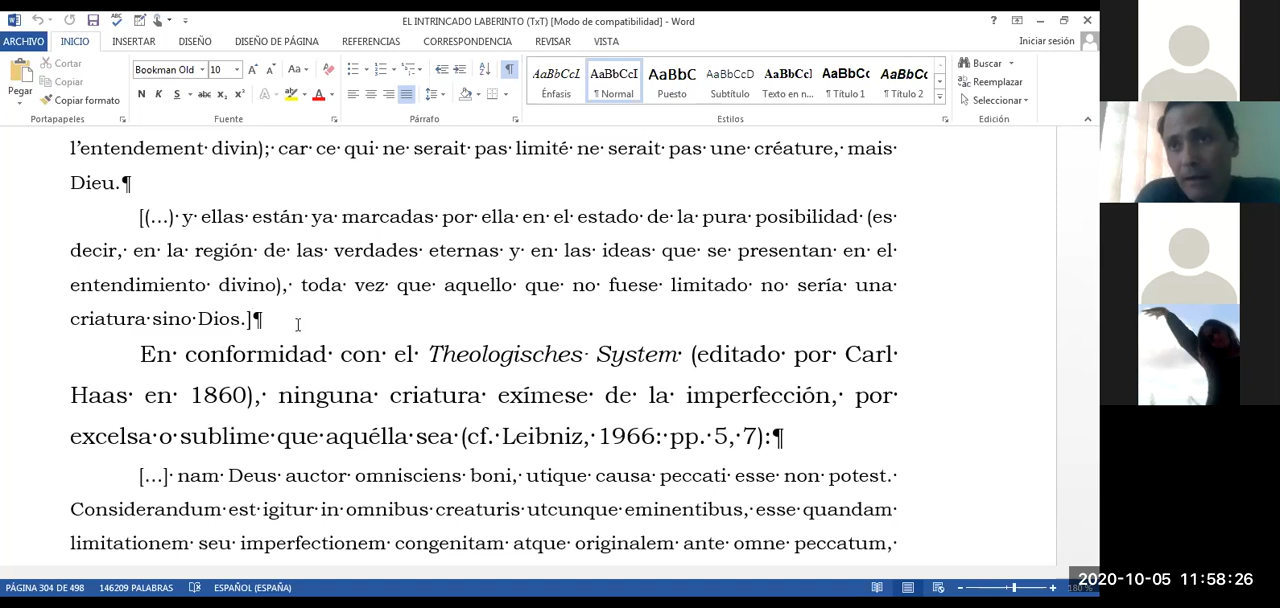 EL INTRINCADO LABERINTO (TxT) [Modo de compatibilidad] - Word
ARCHIVO INICIO INSERTAR DISEÑO DISEÑO DE PÁGINA REFERENCIAS CORRESPONDENCIA REVISAR VISTA Iniciar sesión
Pegar
Cortar
Copiar
Copiar formato
Portapapeles
Bookman Old 10
N K S abc x₂ x²
Fuente
Párrafo
AaBbCcI AaBbCcI AaBbC AaBbCcD AaBbCcl AaBbCc AaBbCc
Énfasis ¶ Normal Puesto Subtítulo Texto en n... ¶ Título 1 ¶ Título 2
Estilos
Buscar
Reemplazar
Seleccionar
Edición
l’entendement divin); car ce qui ne serait pas limité ne serait pas une créature, mais
Dieu.¶
[(...) y ellas están ya marcadas por ella en el estado de la pura posibilidad (es
decir, en la región de las verdades eternas y en las ideas que se presentan en el
entendimiento divino), toda vez que aquello que no fuese limitado no sería una
criatura sino Dios.]¶
En conformidad con el Theologisches System (editado por Carl
Haas en 1860), ninguna criatura exímese de la imperfección, por
excelsa o sublime que aquélla sea (cf. Leibniz, 1966: pp. 5, 7):¶
[...] nam Deus auctor omnisciens boni, utique causa peccati esse non potest.
Considerandum est igitur in omnibus creaturis utcunque eminentibus, esse quandam
limitationem seu imperfectionem congenitam atque originalem ante omne peccatum,
PÁGINA 304 DE 498 146209 PALABRAS ESPAÑOL (ESPAÑA) 180 %
2020-10-05 11:58:26